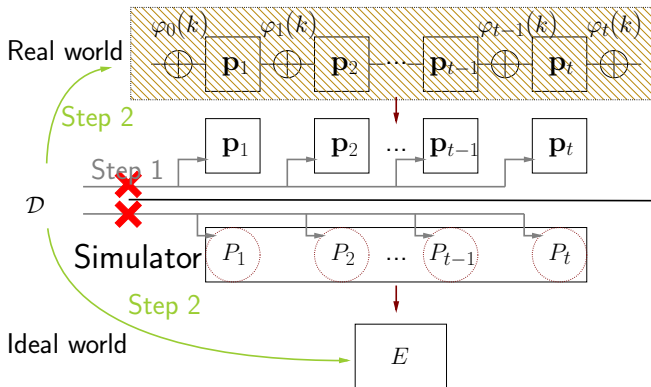 φ₀(k) φ₁(k) φₜ₋₁(k) φₜ(k)
Real world
p₁ p₂ ... pₜ₋₁ pₜ
Step 2
p₁ p₂ ... pₜ₋₁ pₜ
Step 1
𝒟
Simulator P₁ P₂ ... Pₜ₋₁ Pₜ
Step 2
Ideal world E